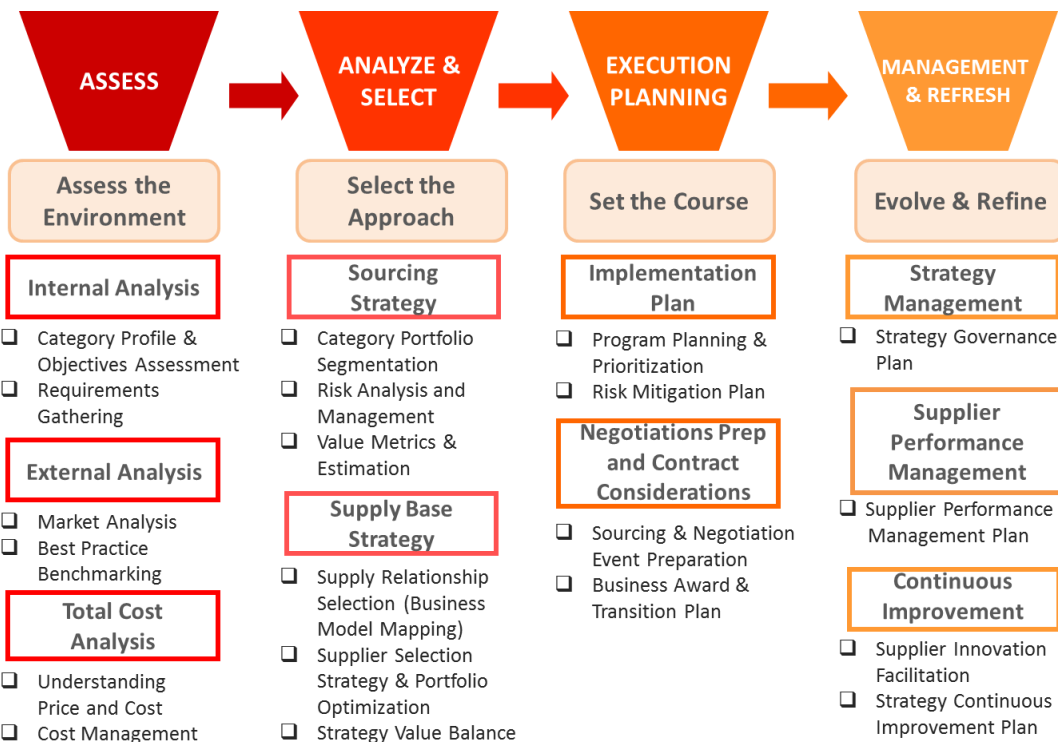 ASSESS
ANALYZE &
SELECT
EXECUTION
PLANNING
MANAGEMENT
& REFRESH
Assess the
Environment
Select the
Approach
Set the Course
Evolve & Refine
Internal Analysis
Category Profile &
Objectives Assessment
Requirements
Gathering
External Analysis
Market Analysis
Best Practice
Benchmarking
Total Cost
Analysis
Understanding
Price and Cost
Cost Management
Sourcing
Strategy
Category Portfolio
Segmentation
Risk Analysis and
Management
Value Metrics &
Estimation
Supply Base
Strategy
Supply Relationship
Selection (Business
Model Mapping)
Supplier Selection
Strategy & Portfolio
Optimization
Strategy Value Balance
Implementation
Plan
Program Planning &
Prioritization
Risk Mitigation Plan
Negotiations Prep
and Contract
Considerations
Sourcing & Negotiation
Event Preparation
Business Award &
Transition Plan
Strategy
Management
Strategy Governance
Plan
Supplier
Performance
Management
Supplier Performance
Management Plan
Continuous
Improvement
Supplier Innovation
Facilitation
Strategy Continuous
Improvement Plan